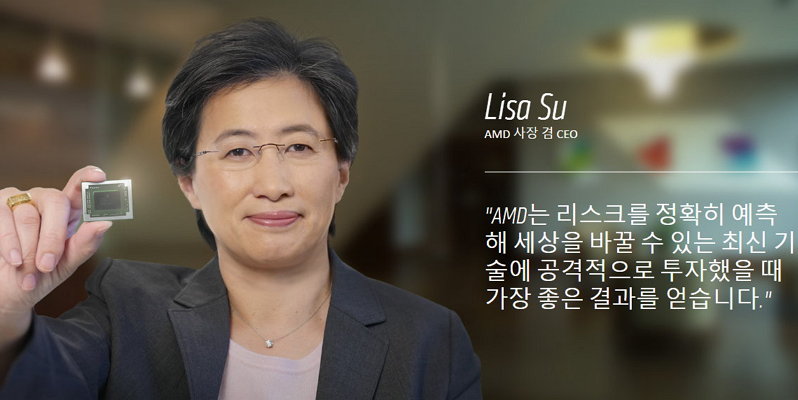 Lisa Su
AMD 사장 겸 CEO
"AMD는 리스크를 정확히 예측
해 세상을 바꿀 수 있는 최신 기
술에 공격적으로 투자했을 때
가장 좋은 결과를 얻습니다."